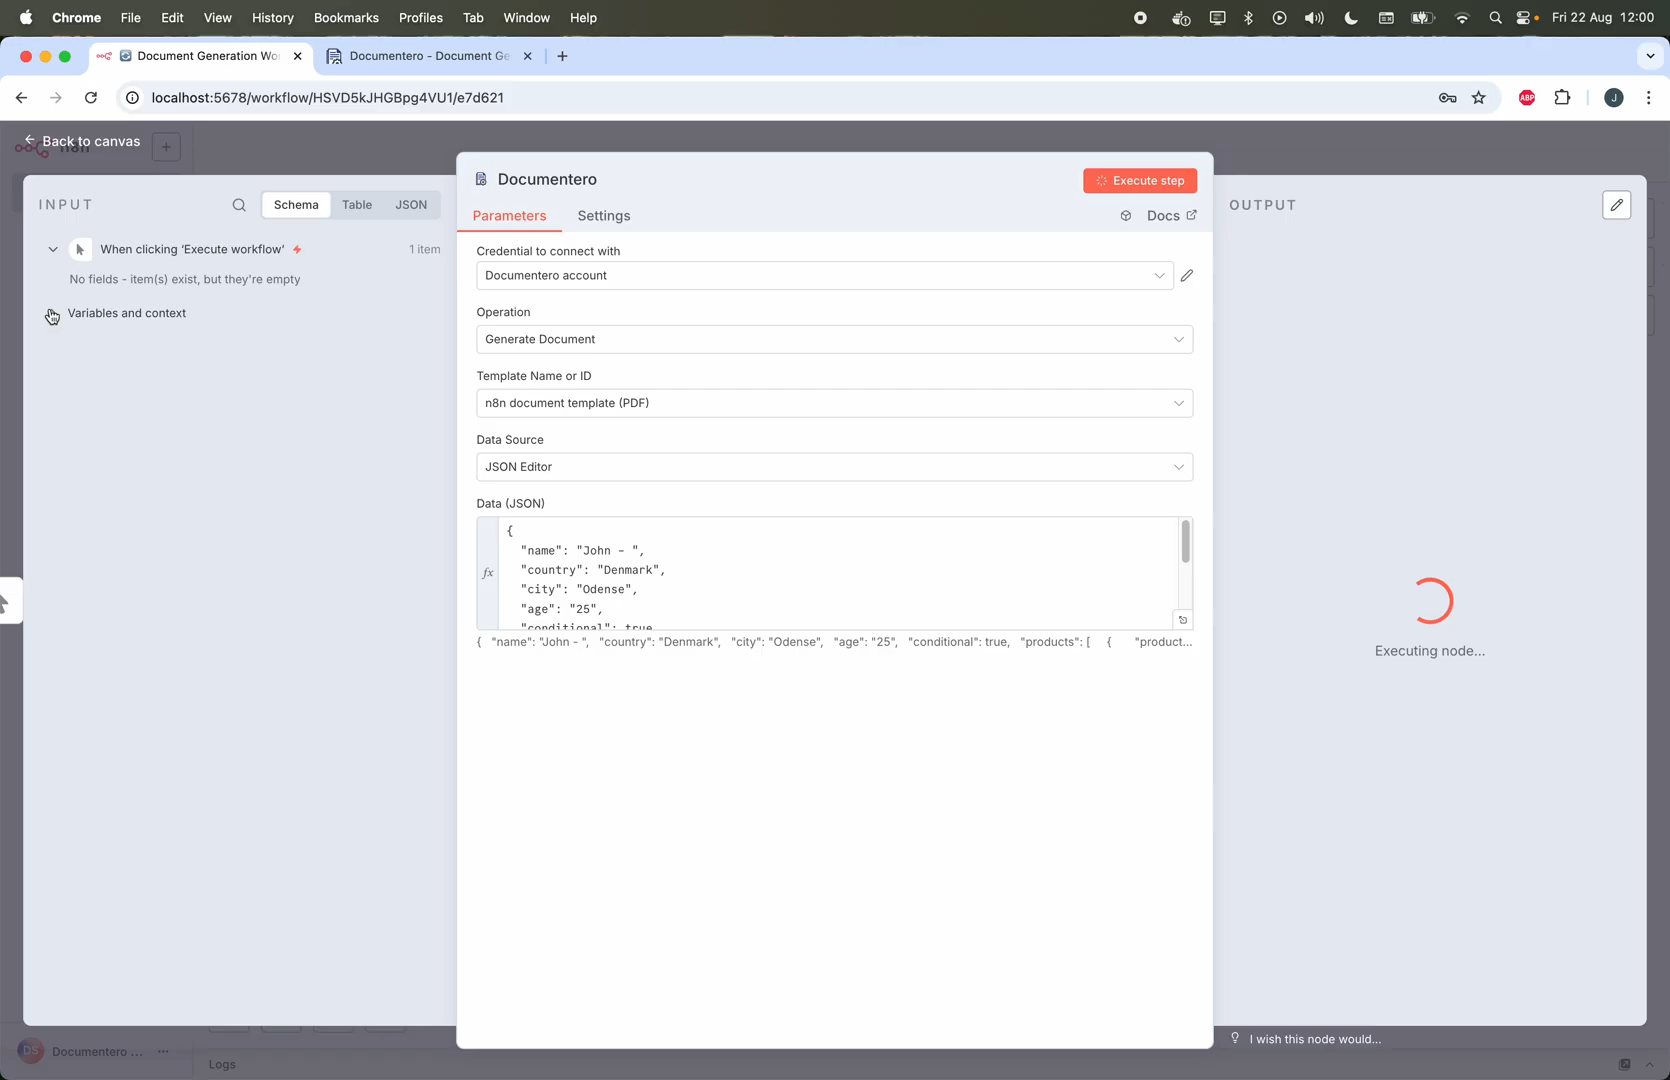 Chrome File Edit View History Bookmarks Profiles Tab Window Help Fri 22 Aug 12:00
Document Generation Wo
Documentero - Document Ge
localhost:5678/workflow/HSVD5kJHGBpg4VU1/e7d621
ABP
J
Back to canvas
n8n
INPUT
Schema Table JSON
When clicking ‘Execute workflow’
1 item
No fields - item(s) exist, but they're empty
Variables and context
Documentero
Execute step
Parameters Settings
Docs
Credential to connect with
Documentero account
Operation
Generate Document
Template Name or ID
n8n document template (PDF)
Data Source
JSON Editor
Data (JSON)
fx
{
"name": "John - ",
"country": "Denmark",
"city": "Odense",
"age": "25",
"conditional": true
{ "name": "John - ", "country": "Denmark", "city": "Odense", "age": "25", "conditional": true, "products": [ { "product...
OUTPUT
Executing node...
I wish this node would...
DS
Documentero ...
Logs